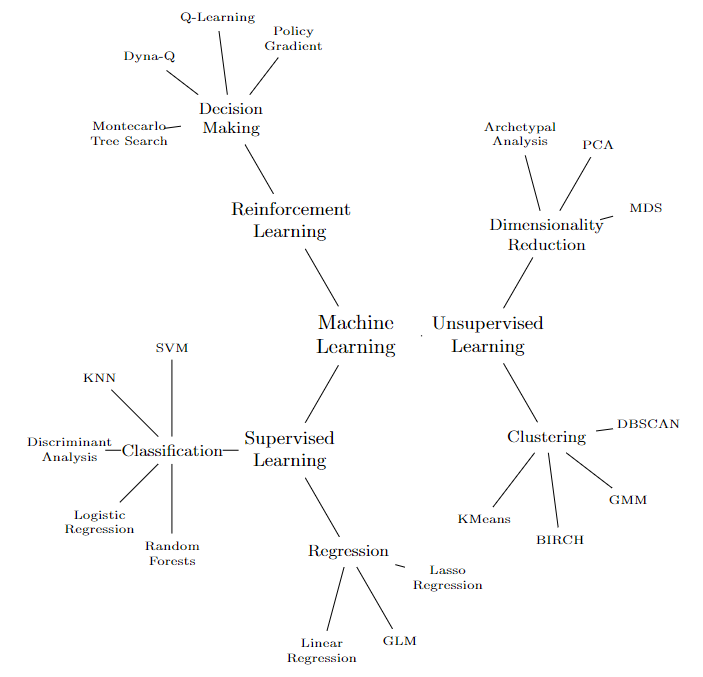 Q-Learning
Policy
Gradient
Dyna-Q
Decision
Making
Montecarlo
Tree Search
Archetypal
Analysis
PCA
MDS
Dimensionality
Reduction
Reinforcement
Learning
Machine
Learning
Unsupervised
Learning
SVM
KNN
Discriminant
Analysis
Classification
Supervised
Learning
Logistic
Regression
Random
Forests
Clustering
DBSCAN
GMM
KMeans
BIRCH
Regression
Lasso
Regression
Linear
Regression
GLM